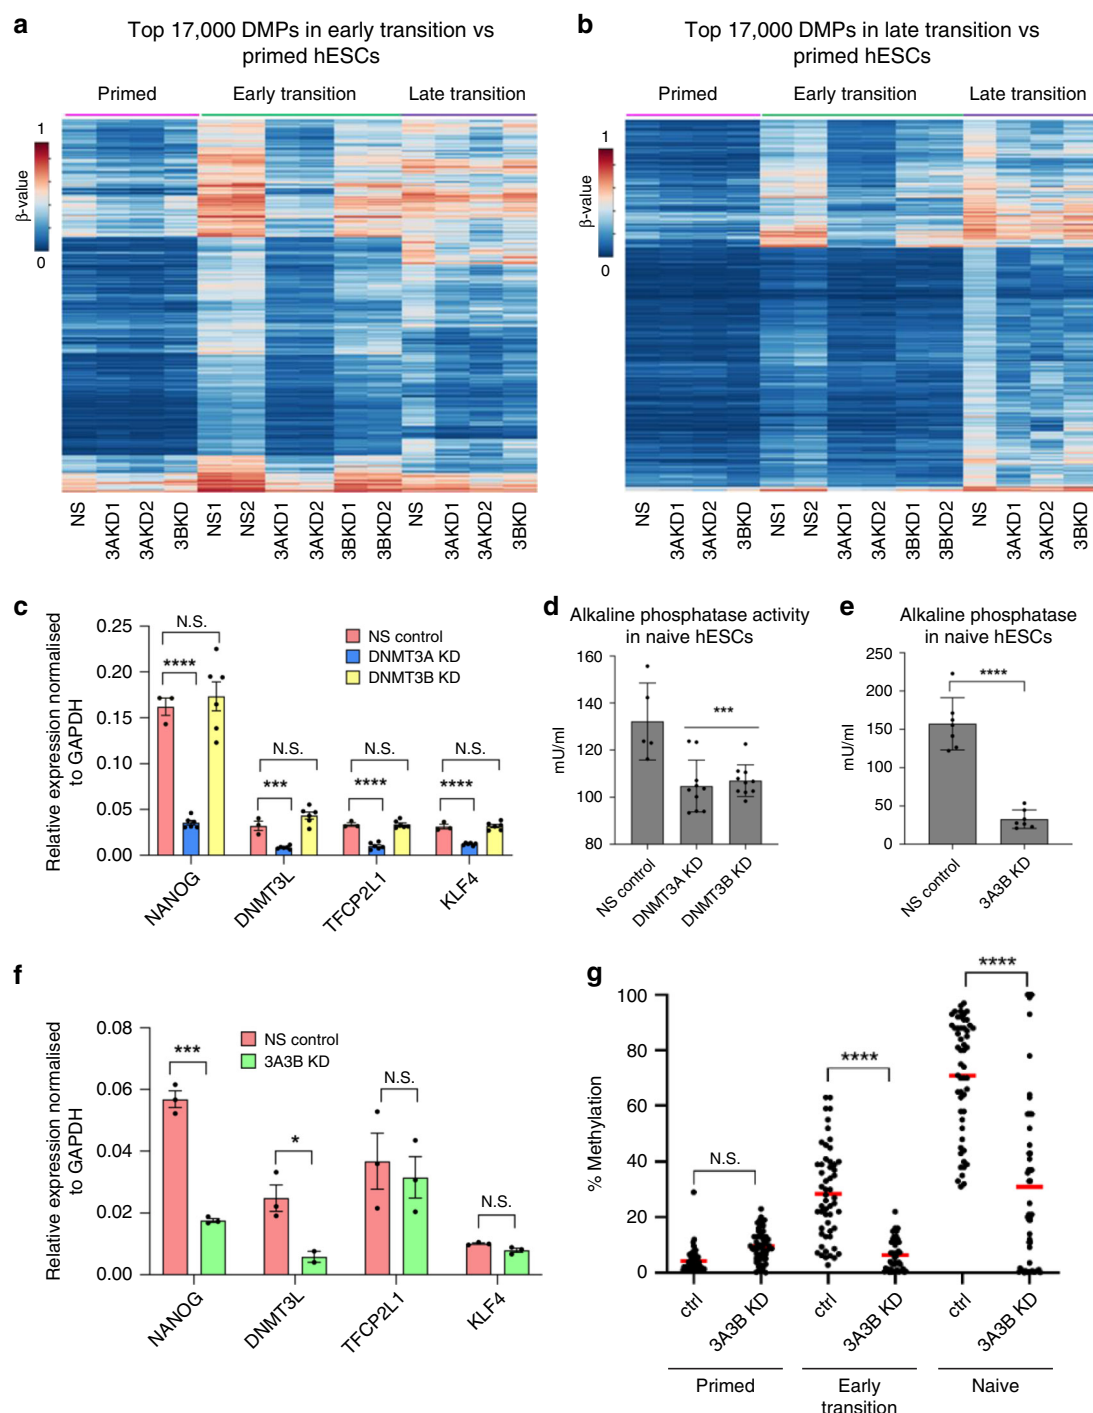 a
Top 17,000 DMPs in early transition vs
primed hESCs
Primed
Early transition
Late transition
1
β-value
0
NS
3AKD1
3AKD2
3BKD
NS1
NS2
3AKD1
3AKD2
3BKD1
3BKD2
NS
3AKD1
3AKD2
3BKD
b
Top 17,000 DMPs in late transition vs
primed hESCs
Primed
Early transition
Late transition
1
β-value
0
NS
3AKD1
3AKD2
3BKD
NS1
NS2
3AKD1
3AKD2
3BKD1
3BKD2
NS
3AKD1
3AKD2
3BKD
c
Relative expression normalised
to GAPDH
0.25
0.20
0.15
0.10
0.05
0.00
N.S.
****
N.S.
***
N.S.
****
N.S.
****
NS control
DNMT3A KD
DNMT3B KD
NANOG
DNMT3L
TFCP2L1
KLF4
d
Alkaline phosphatase activity
in naive hESCs
mU/ml
160
140
120
100
80
***
NS control
DNMT3A KD
DNMT3B KD
e
Alkaline phosphatase
in naive hESCs
mU/ml
250
200
150
100
50
0
****
NS control
3A3B KD
f
Relative expression normalised
to GAPDH
0.08
0.06
0.04
0.02
0.00
***
*
N.S.
N.S.
NS control
3A3B KD
NANOG
DNMT3L
TFCP2L1
KLF4
g
% Methylation
100
80
60
40
20
0
N.S.
****
****
ctrl
3A3B KD
ctrl
3A3B KD
ctrl
3A3B KD
Primed
Early
transition
Naive